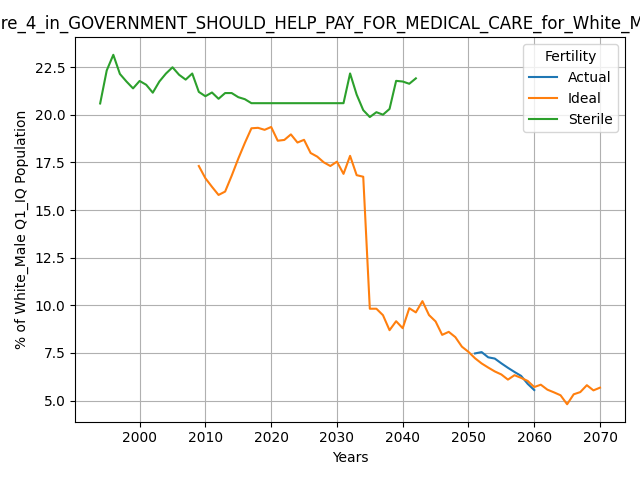 re_4_in_GOVERNMENT_SHOULD_HELP_PAY_FOR_MEDICAL_CARE_for_White_M
Fertility
Actual
Ideal
Sterile
% of White_Male Q1_IQ Population
22.5
20.0
17.5
15.0
12.5
10.0
7.5
5.0
2000 2010 2020 2030 2040 2050 2060 2070
Years